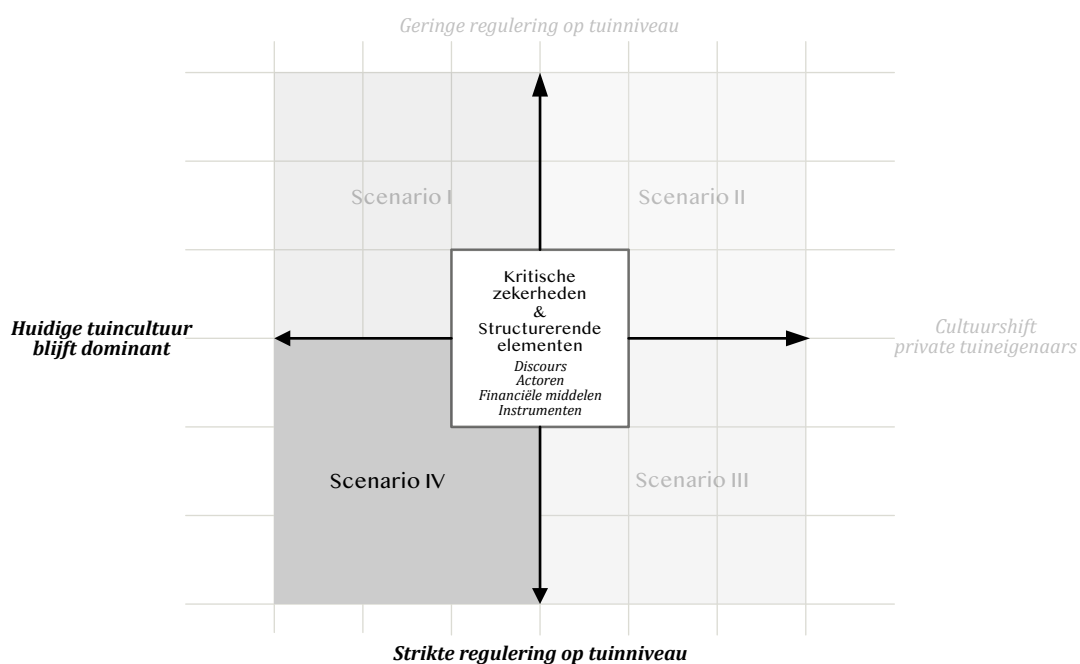 Geringe regulering op tuinniveau
Scenario I
Scenario II
Kritische
zekerheden
&
Structurerende
elementen
Discours
Actoren
Financiële middelen
Instrumenten
Huidige tuincultuur
blijft dominant
Cultuurshift
private tuineigenaars
Scenario IV
Scenario III
Strikte regulering op tuinniveau